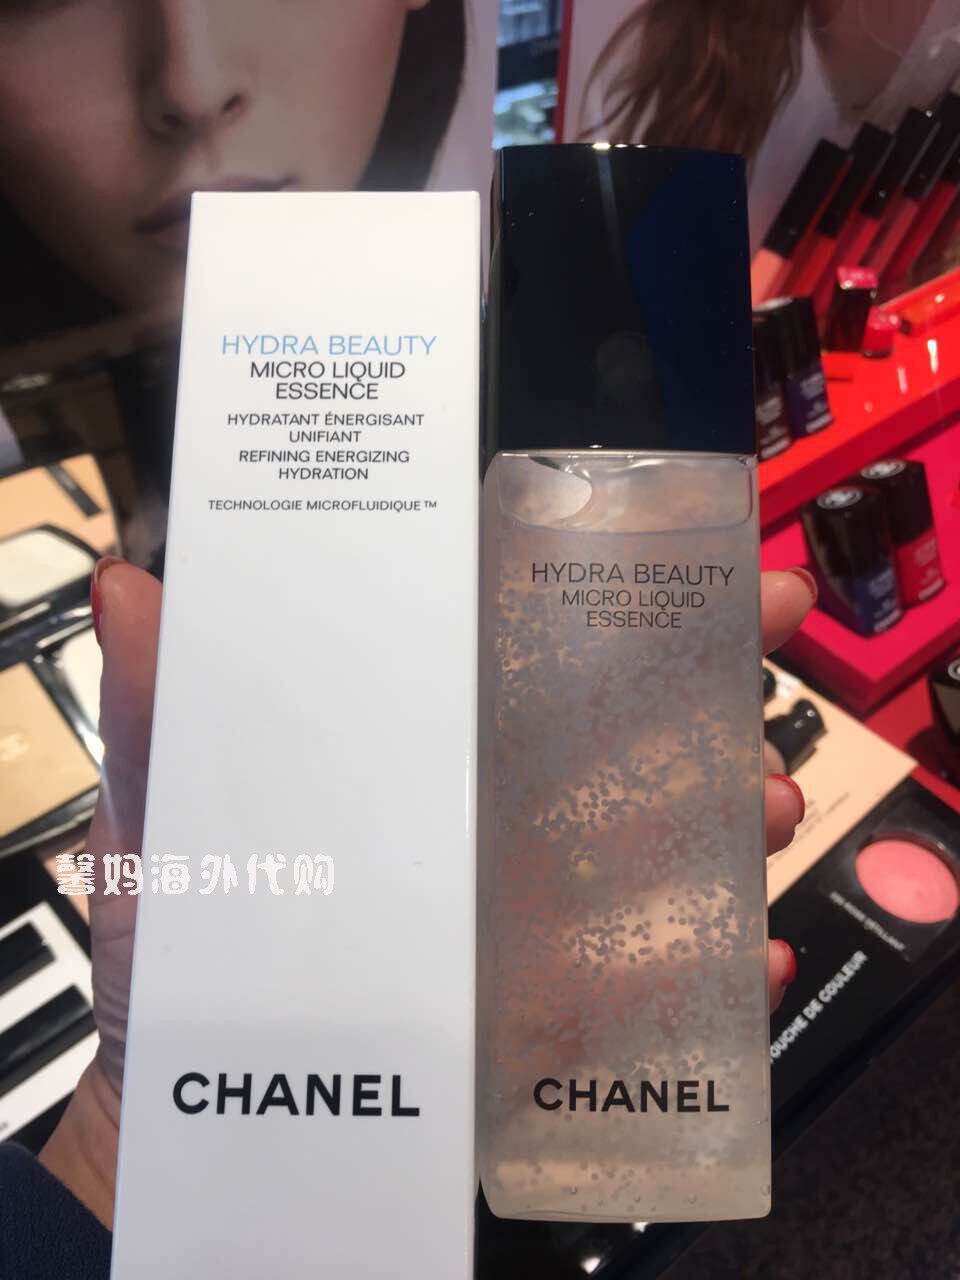 HYDRA BEAUTY
MICRO LIQUID
ESSENCE
HYDRATANT ÉNERGISANT
UNIFIANT
REFINING ENERGIZING
HYDRATION
TECHNOLOGIE MICROFLUIDIQUE™
CHANEL
HYDRA BEAUTY
MICRO LIQUID
ESSENCE
CHANEL
馨妈海外代购
OUCHE DE COULEUR